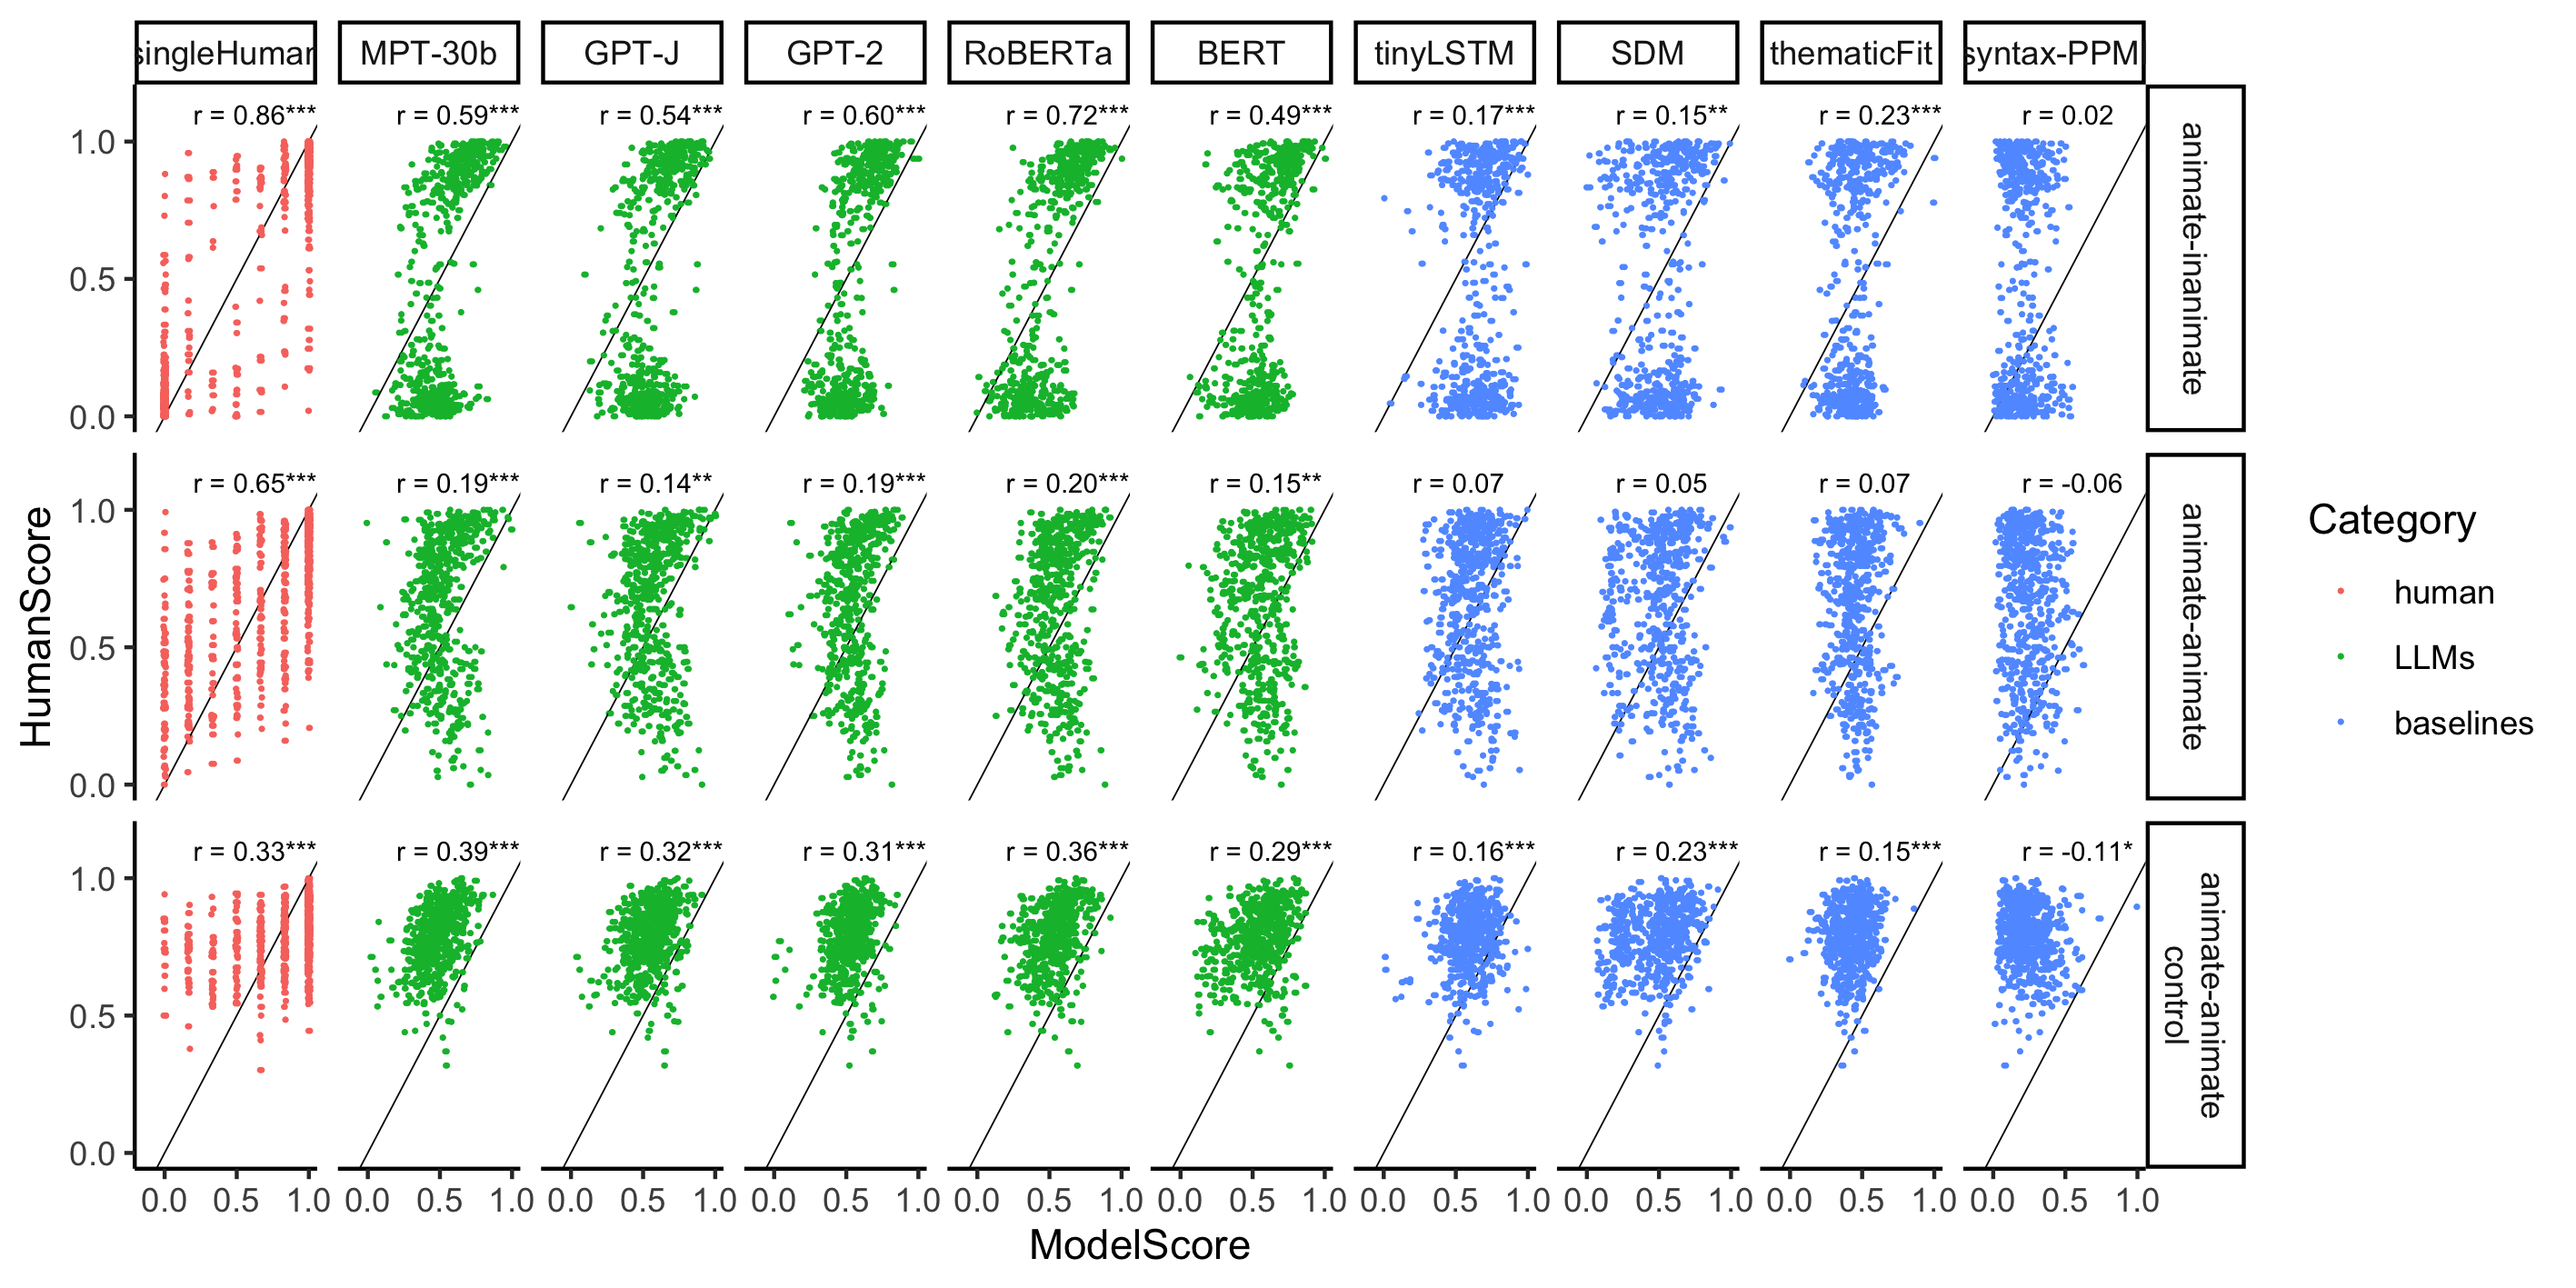 singleHuman MPT-30b GPT-J GPT-2 RoBERTa BERT tinyLSTM SDM thematicFit syntax-PPM
r = 0.86*** r = 0.59*** r = 0.54*** r = 0.60*** r = 0.72*** r = 0.49*** r = 0.17*** r = 0.15** r = 0.23*** r = 0.02
1.0
0.5
0.0
animate-inanimate
r = 0.65*** r = 0.19*** r = 0.14** r = 0.19*** r = 0.20*** r = 0.15** r = 0.07 r = 0.05 r = 0.07 r = -0.06
1.0
0.5
0.0
animate-animate
r = 0.33*** r = 0.39*** r = 0.32*** r = 0.31*** r = 0.36*** r = 0.29*** r = 0.16*** r = 0.23*** r = 0.15*** r = -0.11*
1.0
0.5
0.0
animate-animate
control
0.0 0.5 1.0 0.0 0.5 1.0 0.0 0.5 1.0 0.0 0.5 1.0 0.0 0.5 1.0 0.0 0.5 1.0 0.0 0.5 1.0 0.0 0.5 1.0 0.0 0.5 1.0 0.0 0.5 1.0
HumanScore
ModelScore
Category
human
LLMs
baselines